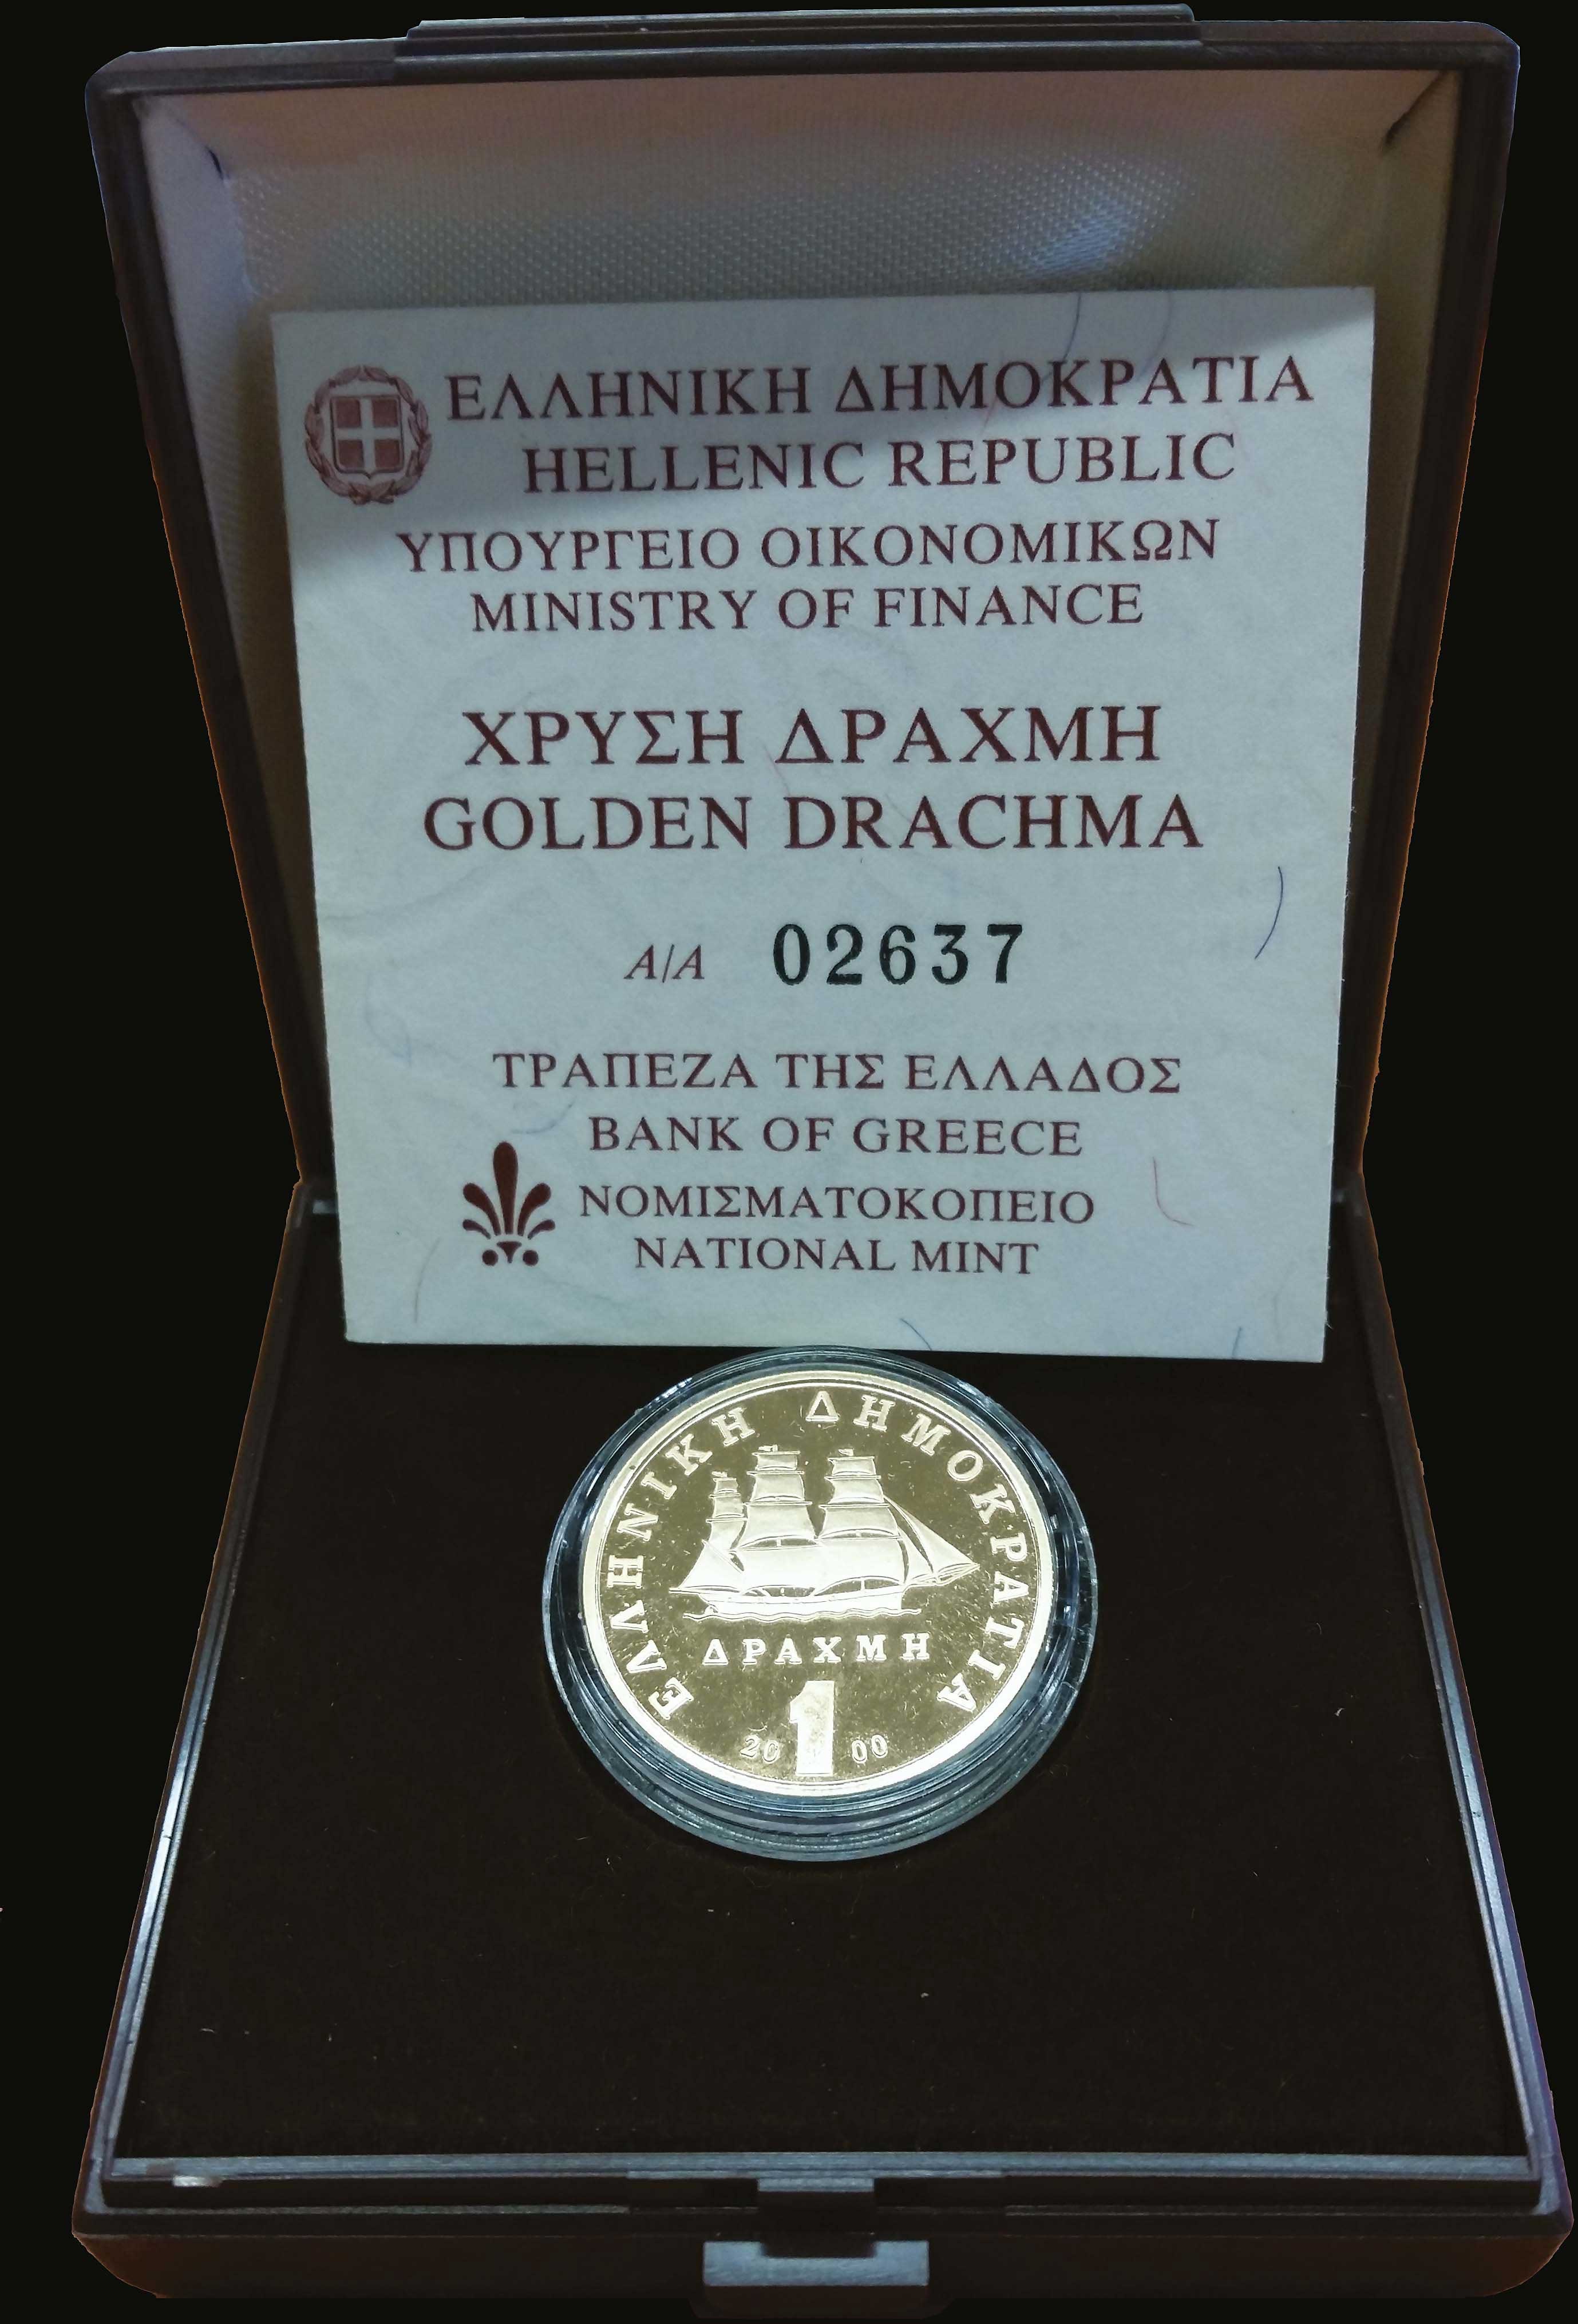 ΕΛΛΗΝΙΚΗ ΔΗΜΟΚΡΑΤΙΑ
HELLENIC REPUBLIC
ΥΠΟΥΡΓΕΙΟ ΟΙΚΟΝΟΜΙΚΩΝ
MINISTRY OF FINANCE
ΧΡΥΣΗ ΔΡΑΧΜΗ
GOLDEN DRACHMA
Α/Α 02637
ΤΡΑΠΕΖΑ ΤΗΣ ΕΛΛΑΔΟΣ
BANK OF GREECE
ΝΟΜΙΣΜΑΤΟΚΟΠΕΙΟ
NATIONAL MINT
ΕΛΛΗΝΙΚΗ ΔΗΜΟΚΡΑΤΙΑ
ΔΡΑΧΜΗ
1
20 00